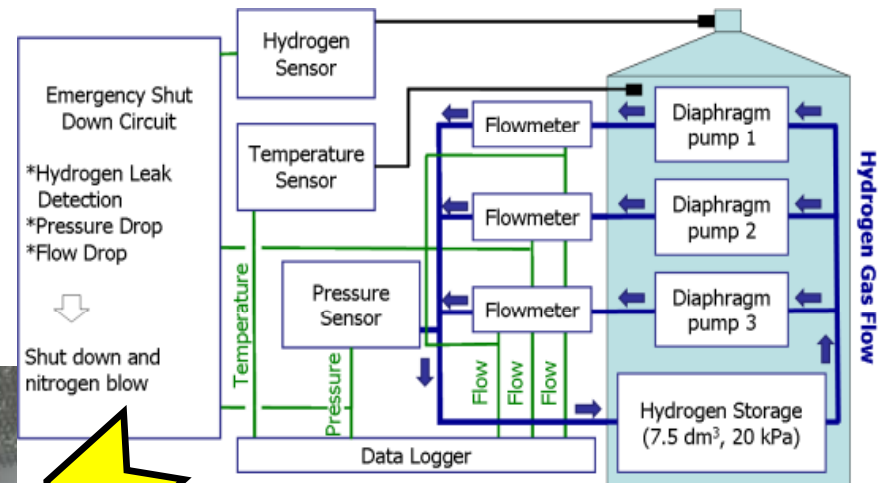 Emergency Shut
Down Circuit
*Hydrogen Leak
Detection
*Pressure Drop
*Flow Drop
Shut down and
nitrogen blow
Hydrogen
Sensor
Temperature
Sensor
Pressure
Sensor
Temperature
Pressure
Flowmeter
Flowmeter
Flowmeter
Flow
Flow
Flow
Data Logger
Diaphragm
pump 1
Diaphragm
pump 2
Diaphragm
pump 3
Hydrogen Storage
(7.5 dm³, 20 kPa)
Hydrogen Gas Flow